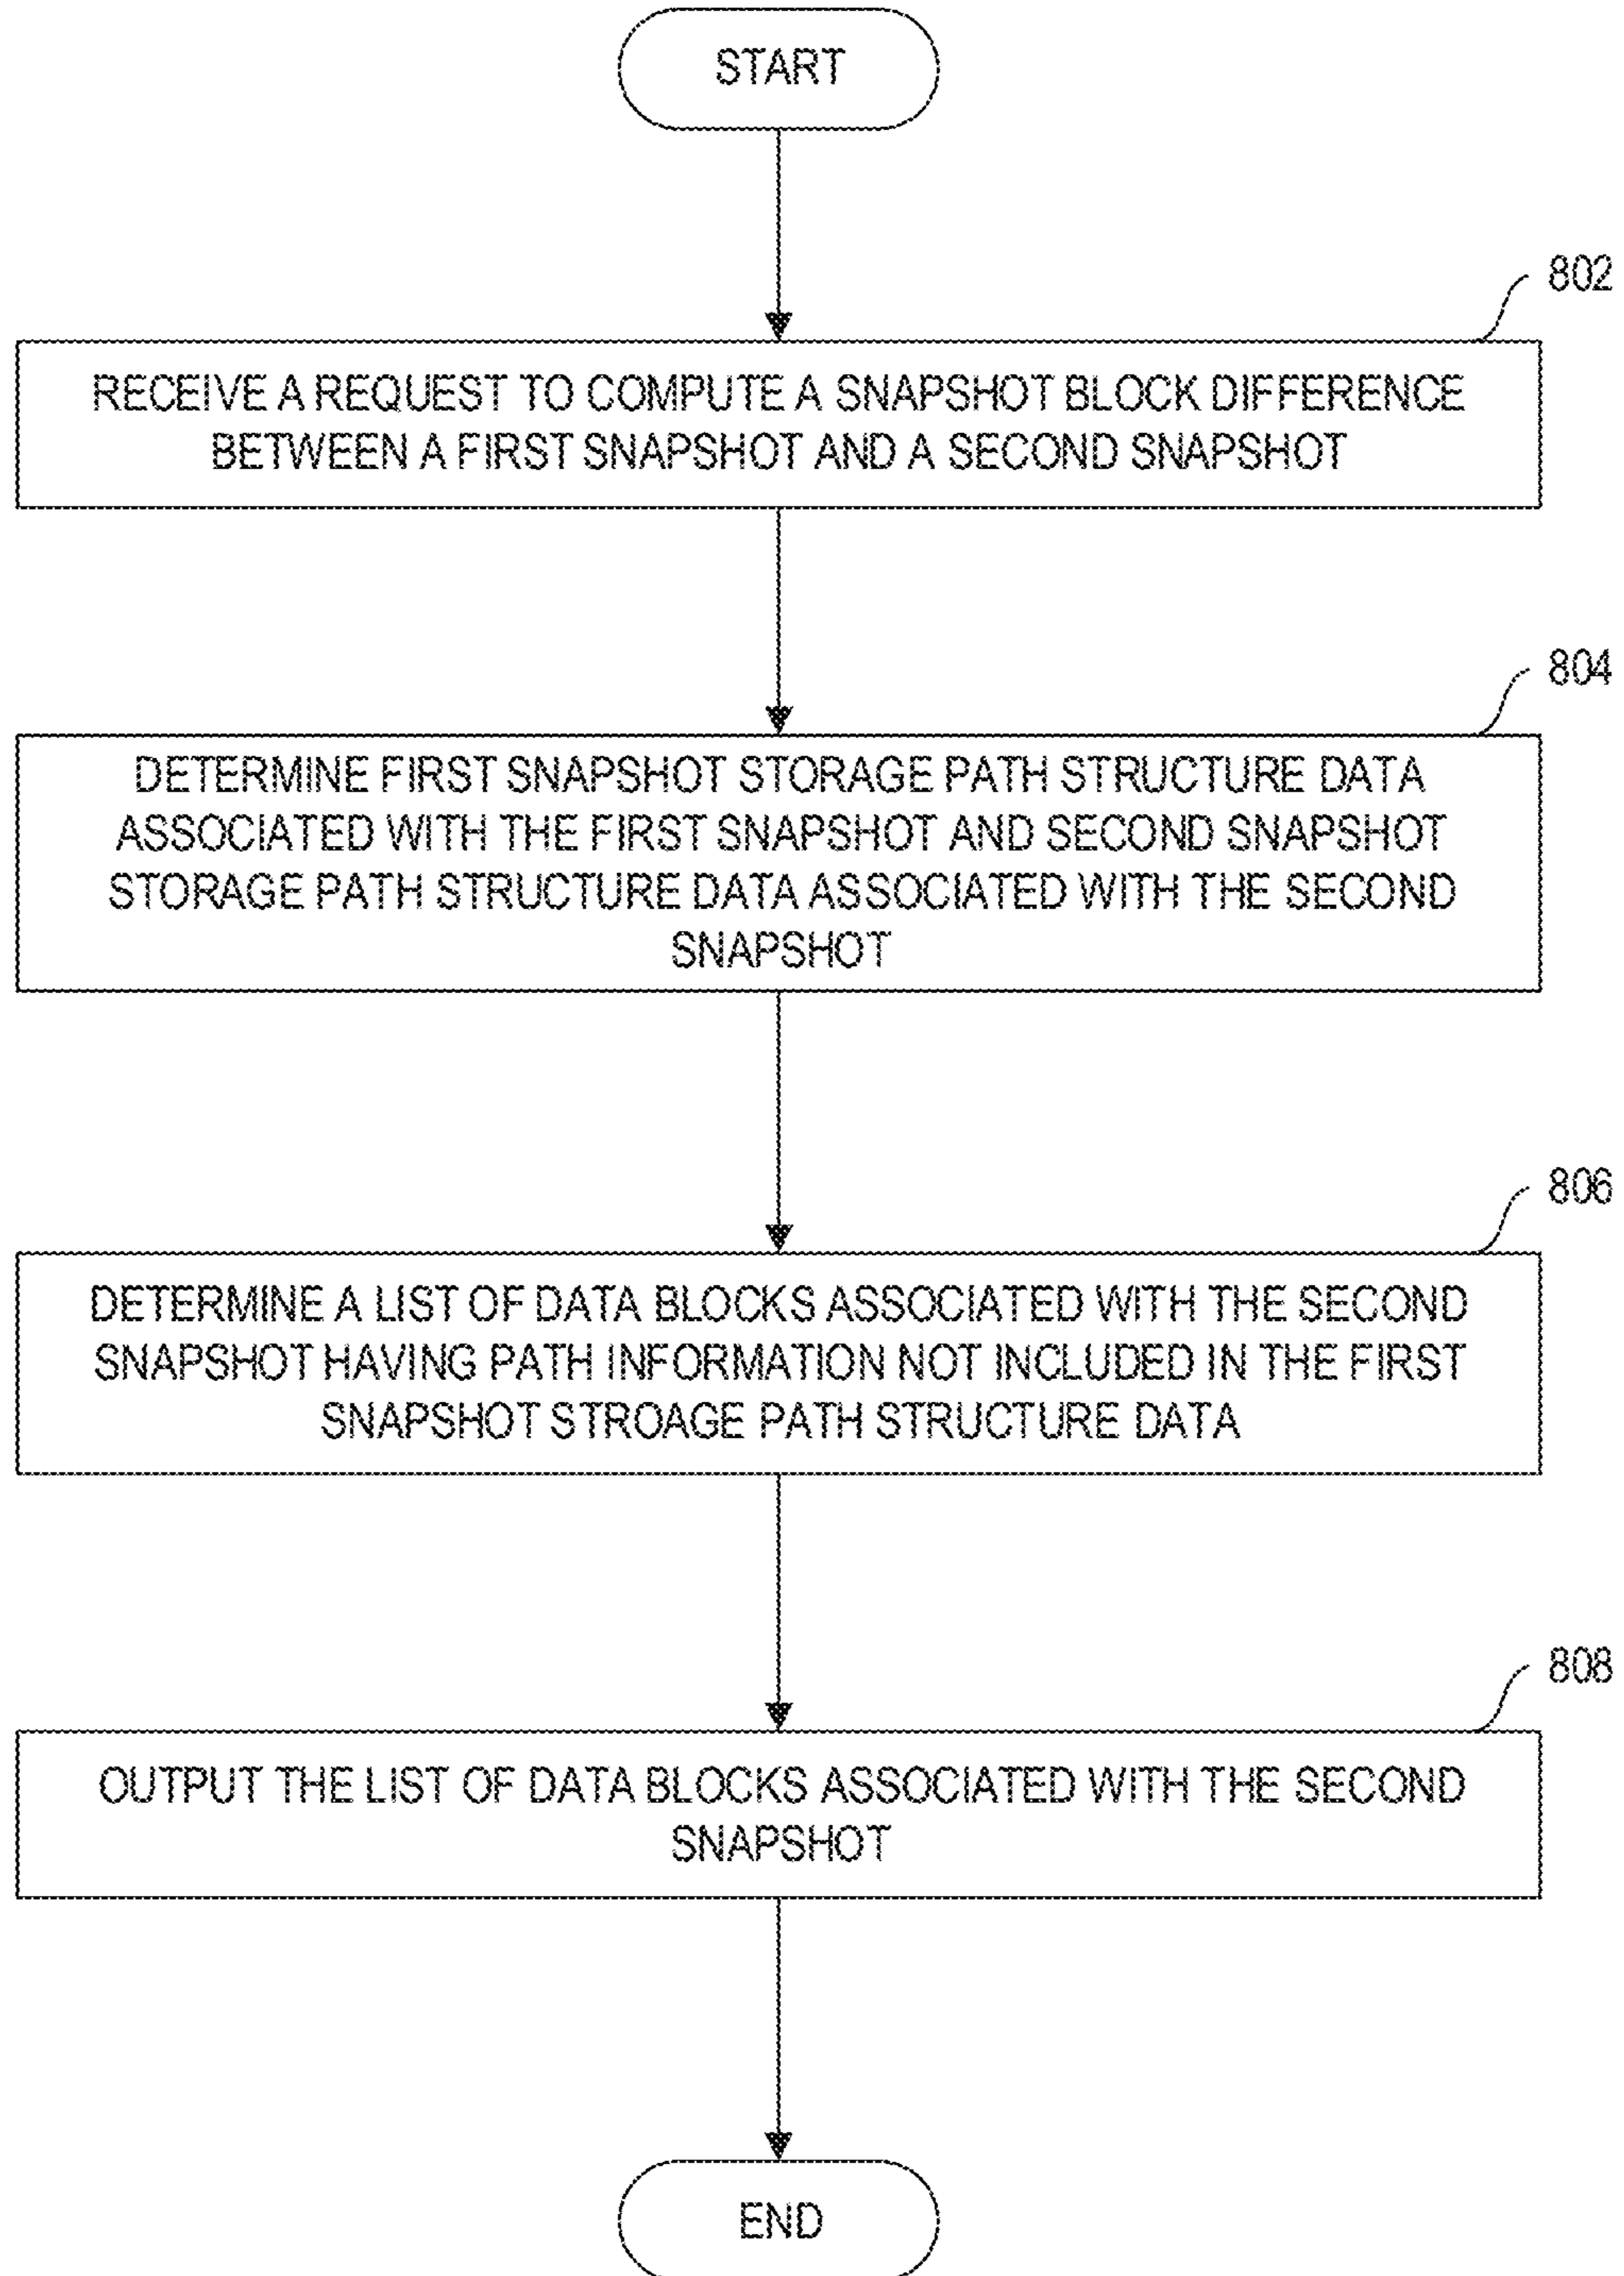 START
802
RECEIVE A REQUEST TO COMPUTE A SNAPSHOT BLOCK DIFFERENCE
BETWEEN A FIRST SNAPSHOT AND A SECOND SNAPSHOT
804
DETERMINE FIRST SNAPSHOT STORAGE PATH STRUCTURE DATA
ASSOCIATED WITH THE FIRST SNAPSHOT AND SECOND SNAPSHOT
STORAGE PATH STRUCTURE DATA ASSOCIATED WITH THE SECOND
SNAPSHOT
806
DETERMINE A LIST OF DATA BLOCKS ASSOCIATED WITH THE SECOND
SNAPSHOT HAVING PATH INFORMATION NOT INCLUDED IN THE FIRST
SNAPSHOT STROAGE PATH STRUCTURE DATA
808
OUTPUT THE LIST OF DATA BLOCKS ASSOCIATED WITH THE SECOND
SNAPSHOT
END